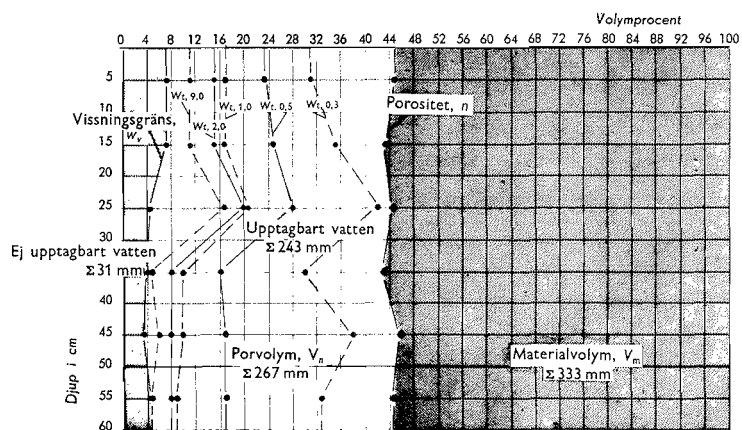 Volymprocent
0 4 8 12 16 20 24 28 32 36 40 44 48 52 56 60 64 68 72 76 80 84 88 92 96 100
5
10
Wt, 9,0
Wt, 1,0
Wt, 0,5
Wt, 0,3
Porositet, n
Vissningsgräns,
Wv
Wt, 2,0
15
20
25
Upptagbart vatten
Σ 243 mm
30
Ej upptagbart vatten
Σ 31 mm
35
40
45
50
Porvolym, Vn
Σ 267 mm
Materialvolym, Vm
Σ 333 mm
55
60
Djup i cm